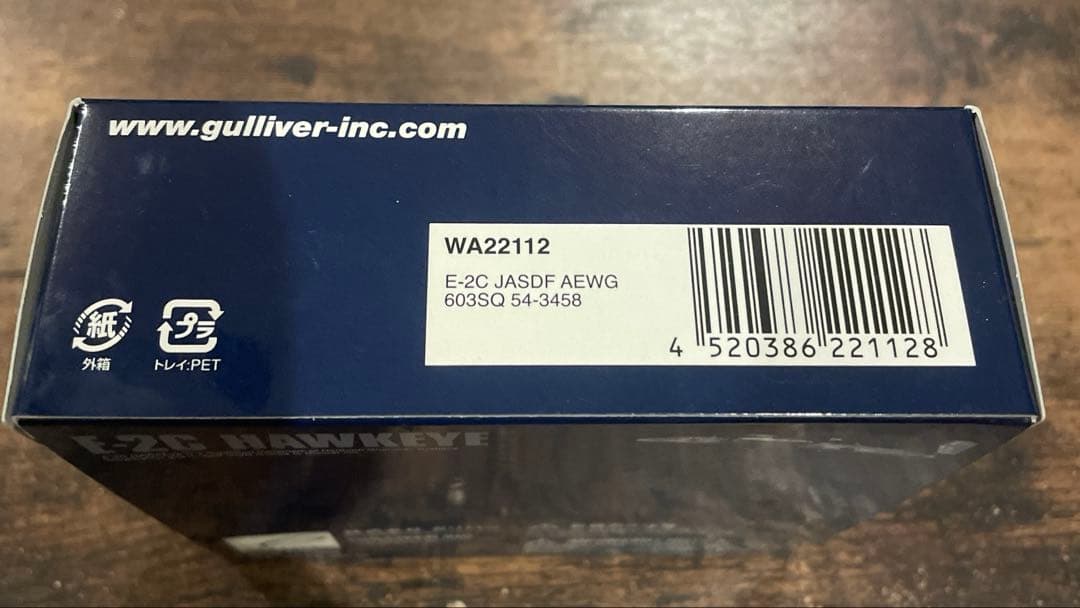 www.gulliver-inc.com
WA22112
E-2C JASDF AEWG
603SQ 54-3458
4 520386 221128
紙
外箱
プラ
トレイ:PET
E-2C HAWKEYE